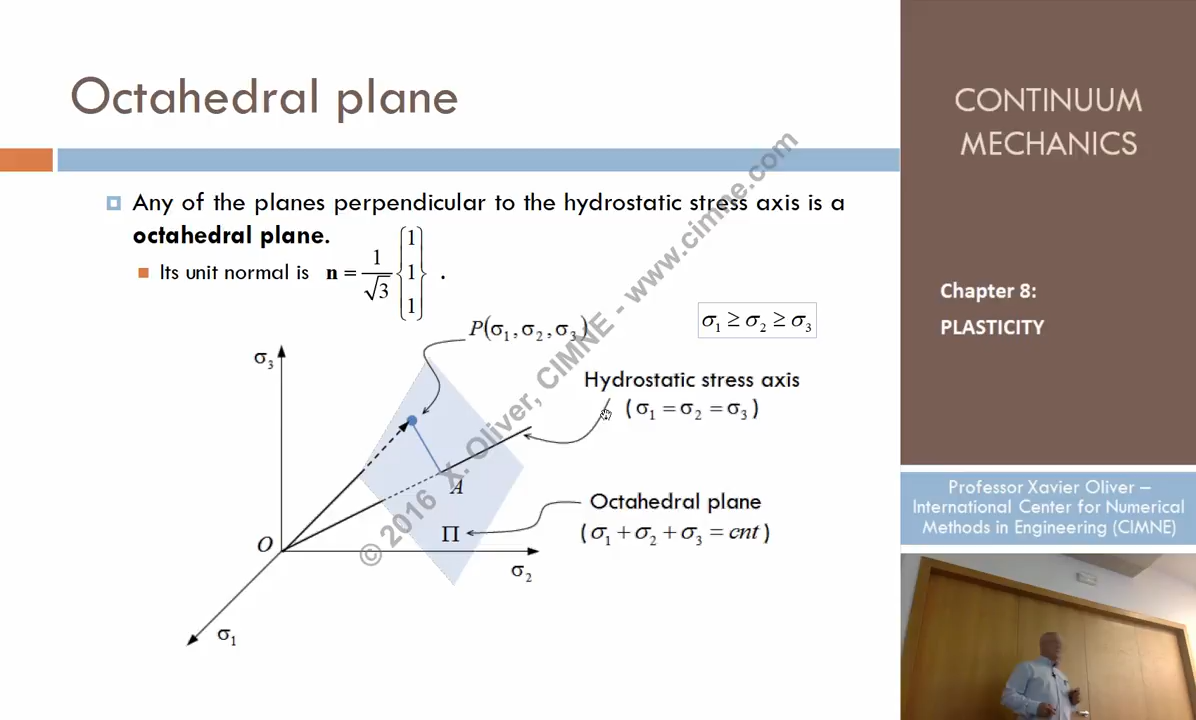 Octahedral plane
Any of the planes perpendicular to the hydrostatic stress axis is a
octahedral plane.
Its unit normal is n = 1/√3 {1 1 1} .
P(σ₁,σ₂,σ₃)
σ₁ ≥ σ₂ ≥ σ₃
σ₃
Hydrostatic stress axis
(σ₁ = σ₂ = σ₃)
A
Octahedral plane
(σ₁ + σ₂ + σ₃ = cnt)
Π
O
σ₂
σ₁
© 2016 X. Oliver, CIMNE - www.cimne.com
CONTINUUM
MECHANICS
Chapter 8:
PLASTICITY
Professor Xavier Oliver –
International Center for Numerical
Methods in Engineering (CIMNE)